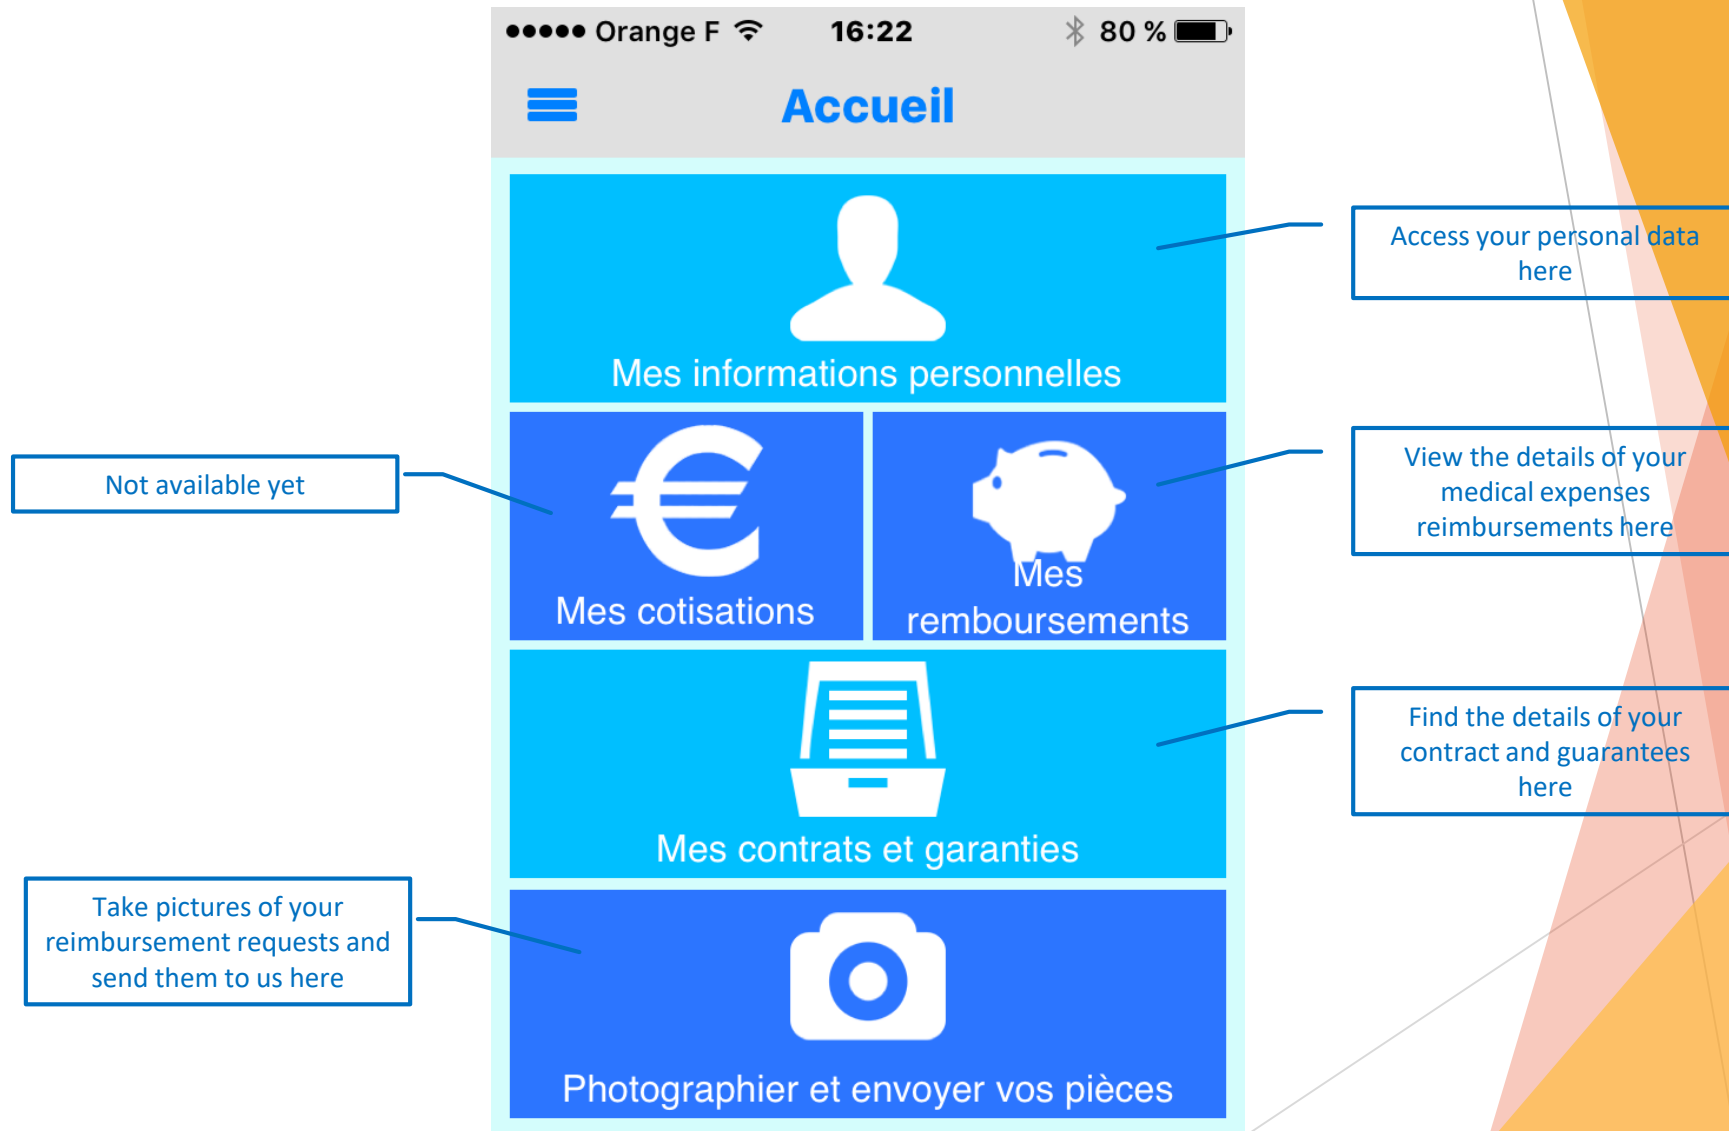 Orange F 16:22 80 %
Accueil
Mes informations personnelles
Access your personal data
here
Not available yet
Mes cotisations
Mes
remboursements
View the details of your
medical expenses
reimbursements here
Mes contrats et garanties
Find the details of your
contract and guarantees
here
Take pictures of your
reimbursement requests and
send them to us here
Photographier et envoyer vos pièces